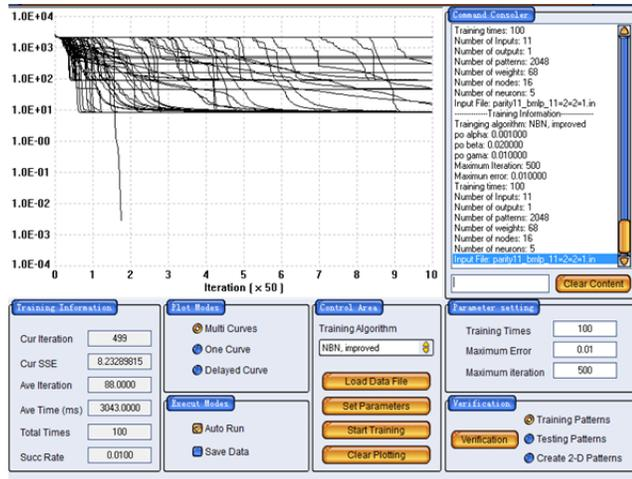 Command Consoler
1.0E+04
1.0E+03
1.0E+02
1.0E+01
1.0E-00
1.0E-01
1.0E-02
1.0E-03
1.0E-04
0 1 2 3 4 5 6 7 8 9 10
Iteration [ × 50 ]
Training times: 100
Number of Inputs: 11
Number of outputs: 1
Number of patterns: 2048
Number of weights: 68
Number of nodes: 16
Number of neurons: 5
Input File: parity11_bmlp_11=2=2=1.in
--------------Training Information--------------
Trainging algorithm: NBN, improved
po alpha: 0.001000
po beta: 0.020000
po gama: 0.010000
Maximum Iteration: 500
Maximun error: 0.010000
Training times: 100
Number of Inputs: 11
Number of outputs: 1
Number of patterns: 2048
Number of weights: 68
Number of nodes: 16
Number of neurons: 5
Input File: parity11_bmlp_11=2=2=1.in
Clear Content
Training Information
Cur Iteration 499
Cur SSE 8.23289815
Ave Iteration 88.0000
Ave Time (ms) 3043.0000
Total Times 100
Succ Rate 0.0100
Plot Modes
Multi Curves
One Curve
Delayed Curve
Execut Modes
Auto Run
Save Data
Control Area
Training Algorithm
NBN, improved
Load Data File
Set Parameters
Start Training
Clear Plotting
Parameter setting
Training Times 100
Maximum Error 0.01
Maximum iteration 500
Verification
Verification
Training Patterns
Testing Patterns
Create 2-D Patterns